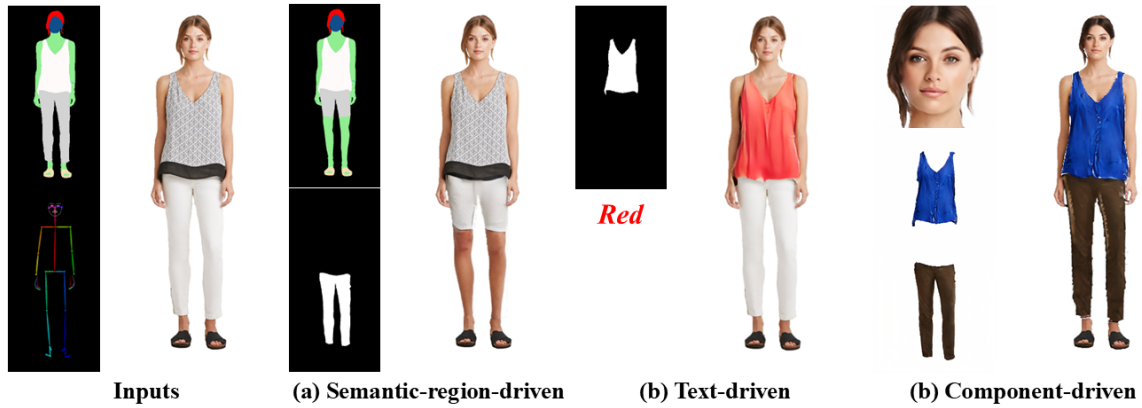 Red
Inputs
(a) Semantic-region-driven
(b) Text-driven
(b) Component-driven